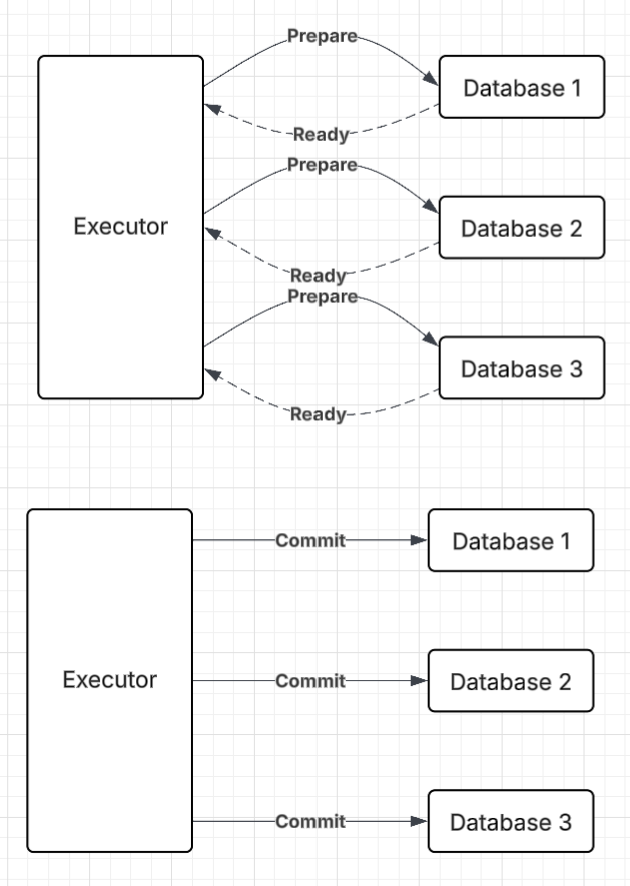 Prepare
Database 1
Ready
Prepare
Executor
Database 2
Ready
Prepare
Database 3
Ready
Commit
Database 1
Executor
Commit
Database 2
Commit
Database 3